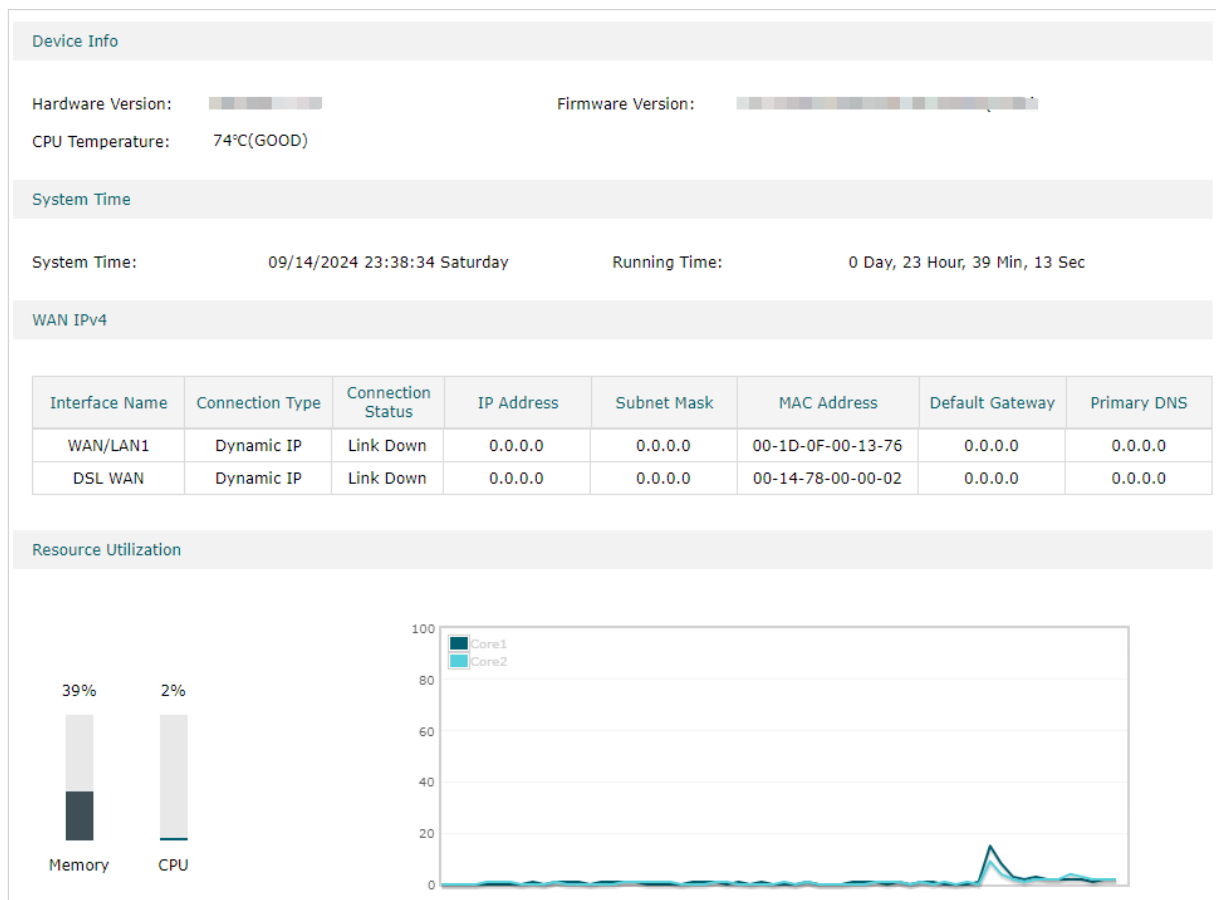 Device Info
Hardware Version: Firmware Version:
CPU Temperature: 74℃(GOOD)
System Time
System Time: 09/14/2024 23:38:34 Saturday Running Time: 0 Day, 23 Hour, 39 Min, 13 Sec
WAN IPv4
Interface Name Connection Type Connection Status IP Address Subnet Mask MAC Address Default Gateway Primary DNS
WAN/LAN1 Dynamic IP Link Down 0.0.0.0 0.0.0.0 00-1D-0F-00-13-76 0.0.0.0 0.0.0.0
DSL WAN Dynamic IP Link Down 0.0.0.0 0.0.0.0 00-14-78-00-00-02 0.0.0.0 0.0.0.0
Resource Utilization
39% 2%
Memory CPU
100
Core1
Core2
80
60
40
20
0